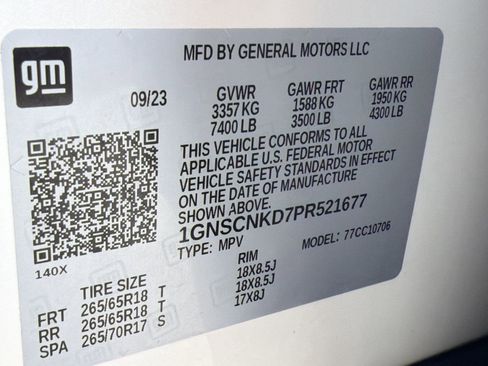 gm
MFD BY GENERAL MOTORS LLC
09/23 GVWR GAWR FRT GAWR RR
3357 KG 1588 KG 1950 KG
7400 LB 3500 LB 4300 LB
THIS VEHICLE CONFORMS TO ALL
APPLICABLE U.S. FEDERAL MOTOR
VEHICLE SAFETY STANDARDS IN EFFECT
ON THE DATE OF MANUFACTURE
SHOWN ABOVE.
1GNSCNKD7PR521677
TYPE: MPV MODEL: 77CC10706
140X
TIRE SIZE RIM
FRT 265/65R18 T 18X8.5J
RR 265/65R18 T 18X8.5J
SPA 265/70R17 S 17X8J